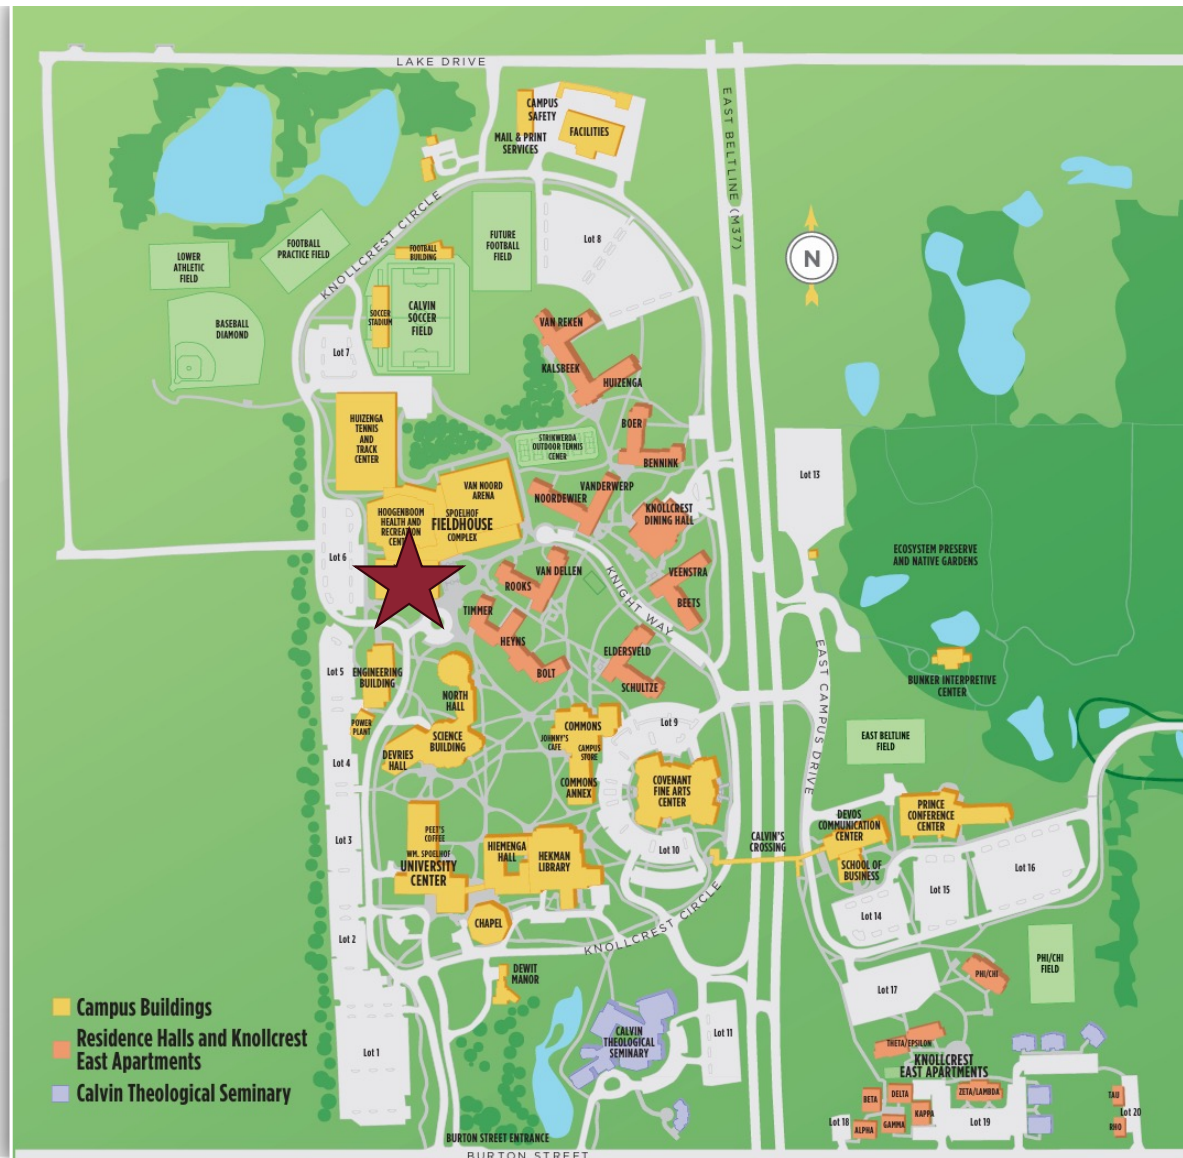 LAKE DRIVE
CAMPUS
SAFETY
FACILITIES
MAIL & PRINT
SERVICES
EAST BELTLINE (M37)
KNOLLCREST CIRCLE
FUTURE
FOOTBALL
FIELD
Lot 8
FOOTBALL
PRACTICE FIELD
LOWER
ATHLETIC
FIELD
FOOTBALL
BUILDING
N
BASEBALL
DIAMOND
SOCCER
STADIUM
CALVIN
SOCCER
FIELD
Lot 7
VAN REKEN
KALSBEEK
HUIZENGA
HUIZENGA
TENNIS
AND
TRACK
CENTER
BOER
BENNINK
STRIKWERDA
OUTDOOR TENNIS
CENER
Lot 13
VAN NOORD
ARENA
NOORDEWIER
VANDERWERP
KNOLLCREST
DINING HALL
HOOGENBOOM
HEALTH AND
RECREATION
SPOELHOF
FIELDHOUSE
COMPLEX
Lot 6
ECOSYSTEM PRESERVE
AND NATIVE GARDENS
VAN DELLEN
ROOKS
KNIGHT WAY
VEENSTRA
BEETS
TIMMER
HEYNS
BOLT
ELDERSVELD
SCHULTZE
Lot 5
ENGINEERING
BUILDING
NORTH
HALL
BUNKER INTERPRETIVE
CENTER
EAST CAMPUS DRIVE
POWER
PLANT
SCIENCE
BUILDING
DEVRIES
HALL
COMMONS
JOHNNY'S
CAFE
CAMPUS
STORE
COMMONS
ANNEX
Lot 9
EAST BELTLINE
FIELD
Lot 4
COVENANT
FINE ARTS
CENTER
PRINCE
CONFERENCE
CENTER
DEVOS
COMMUNICATION
CENTER
SCHOOL OF
BUSINESS
Lot 3
PEET'S
COFFEE
WM. SPOELHOF
UNIVERSITY
CENTER
HIEMENGA
HALL
HEKMAN
LIBRARY
Lot 10
CALVIN'S
CROSSING
Lot 16
Lot 15
Lot 14
CHAPEL
KNOLLCREST CIRCLE
Lot 2
DEWIT
MANOR
PHI/CHI
FIELD
PHI/CHI
Lot 17
Campus Buildings
Residence Halls and Knollcrest
East Apartments
Calvin Theological Seminary
Lot 1
CALVIN
THEOLOGICAL
SEMINARY
Lot 11
THETA/EPSILON
KNOLLCREST
EAST APARTMENTS
BETA
DELTA
ZETA/LAMBDA
KAPPA
TAU
Lot 20
Lot 18
ALPHA
GAMMA
Lot 19
RHO
BURTON STREET ENTRANCE
BURTON STREET